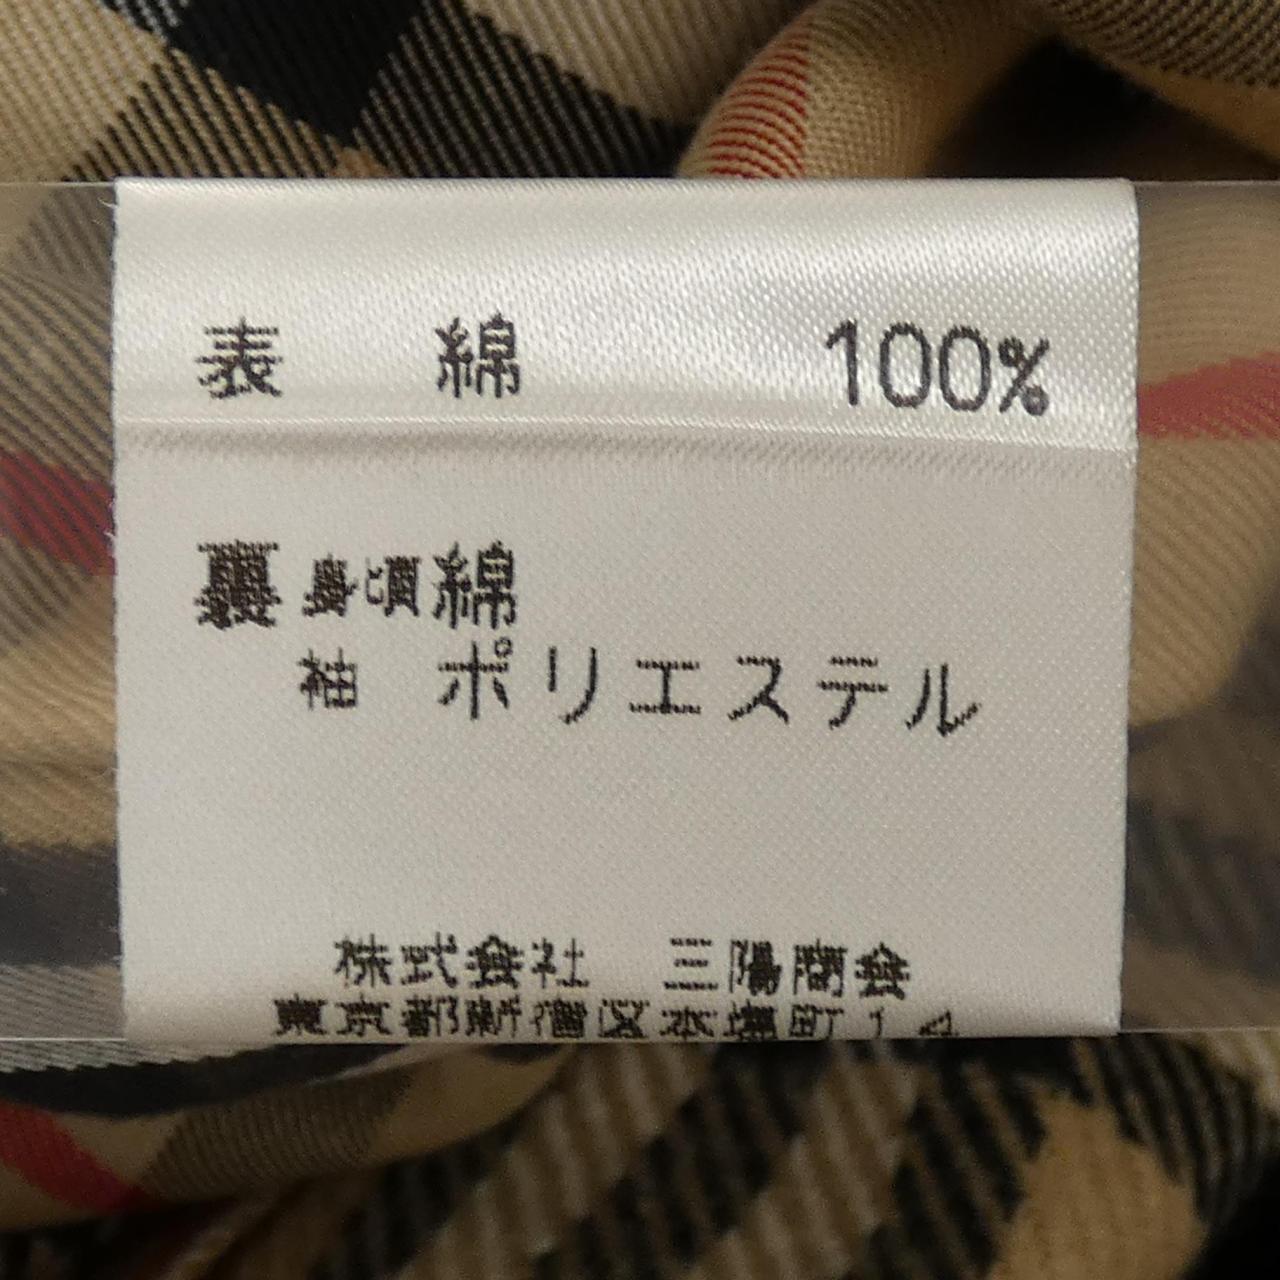 表 綿 100%
裏 身頃 綿
袖 ポリエステル
株式会社 三陽商会
東京都新宿区本塩町14